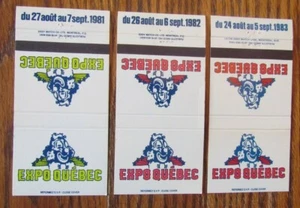 du 27 août au 7 sept. 1981
EXPO QUÉBEC
EXPO QUÉBEC
du 26 août au 6 sept. 1982
EXPO QUÉBEC
EXPO QUÉBEC
du 24 août au 5 sept. 1983
EXPO QUÉBEC
EXPO QUÉBEC